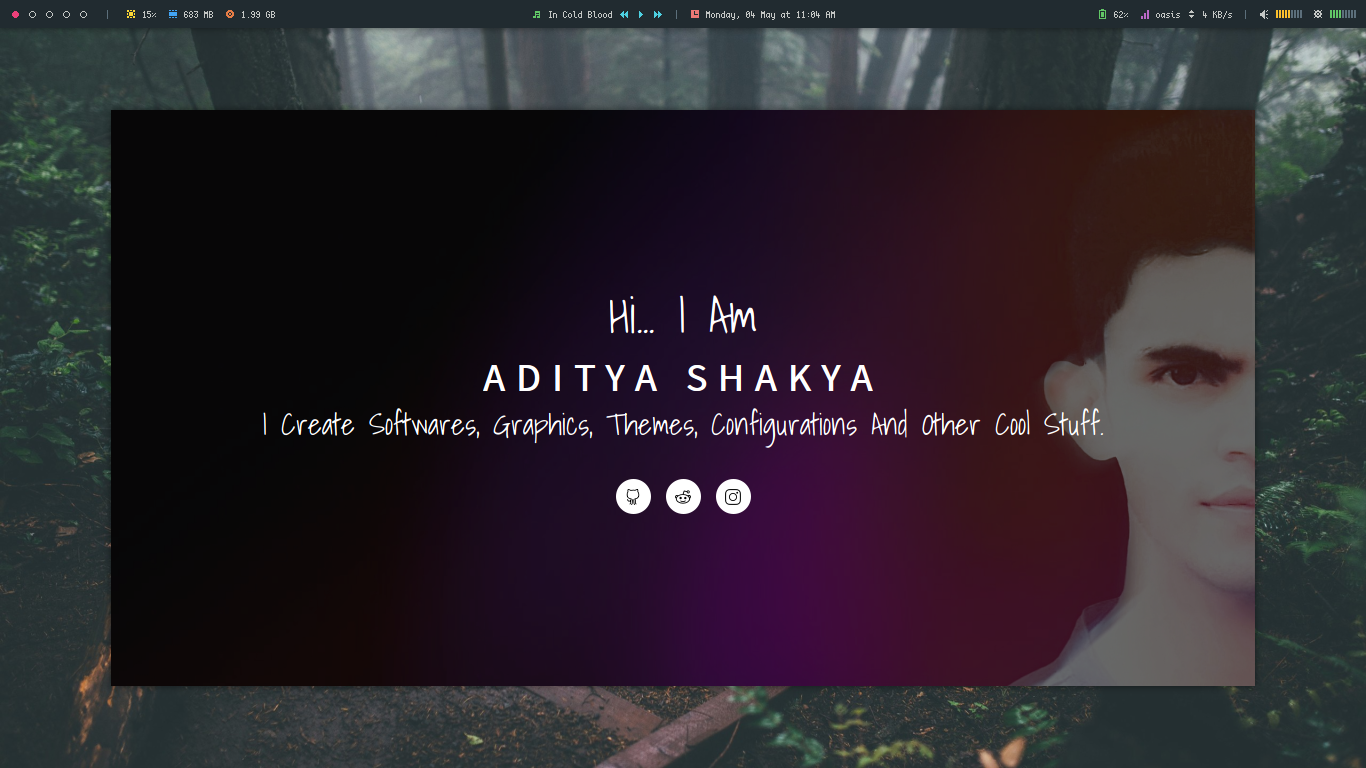 15% 683 MB 1.99 GB In Cold Blood Monday, 04 May at 11:04 AM 62% oasis 4 KB/s
Hi... I Am
ADITYA SHAKYA
I Create Softwares, Graphics, Themes, Configurations And Other Cool Stuff.